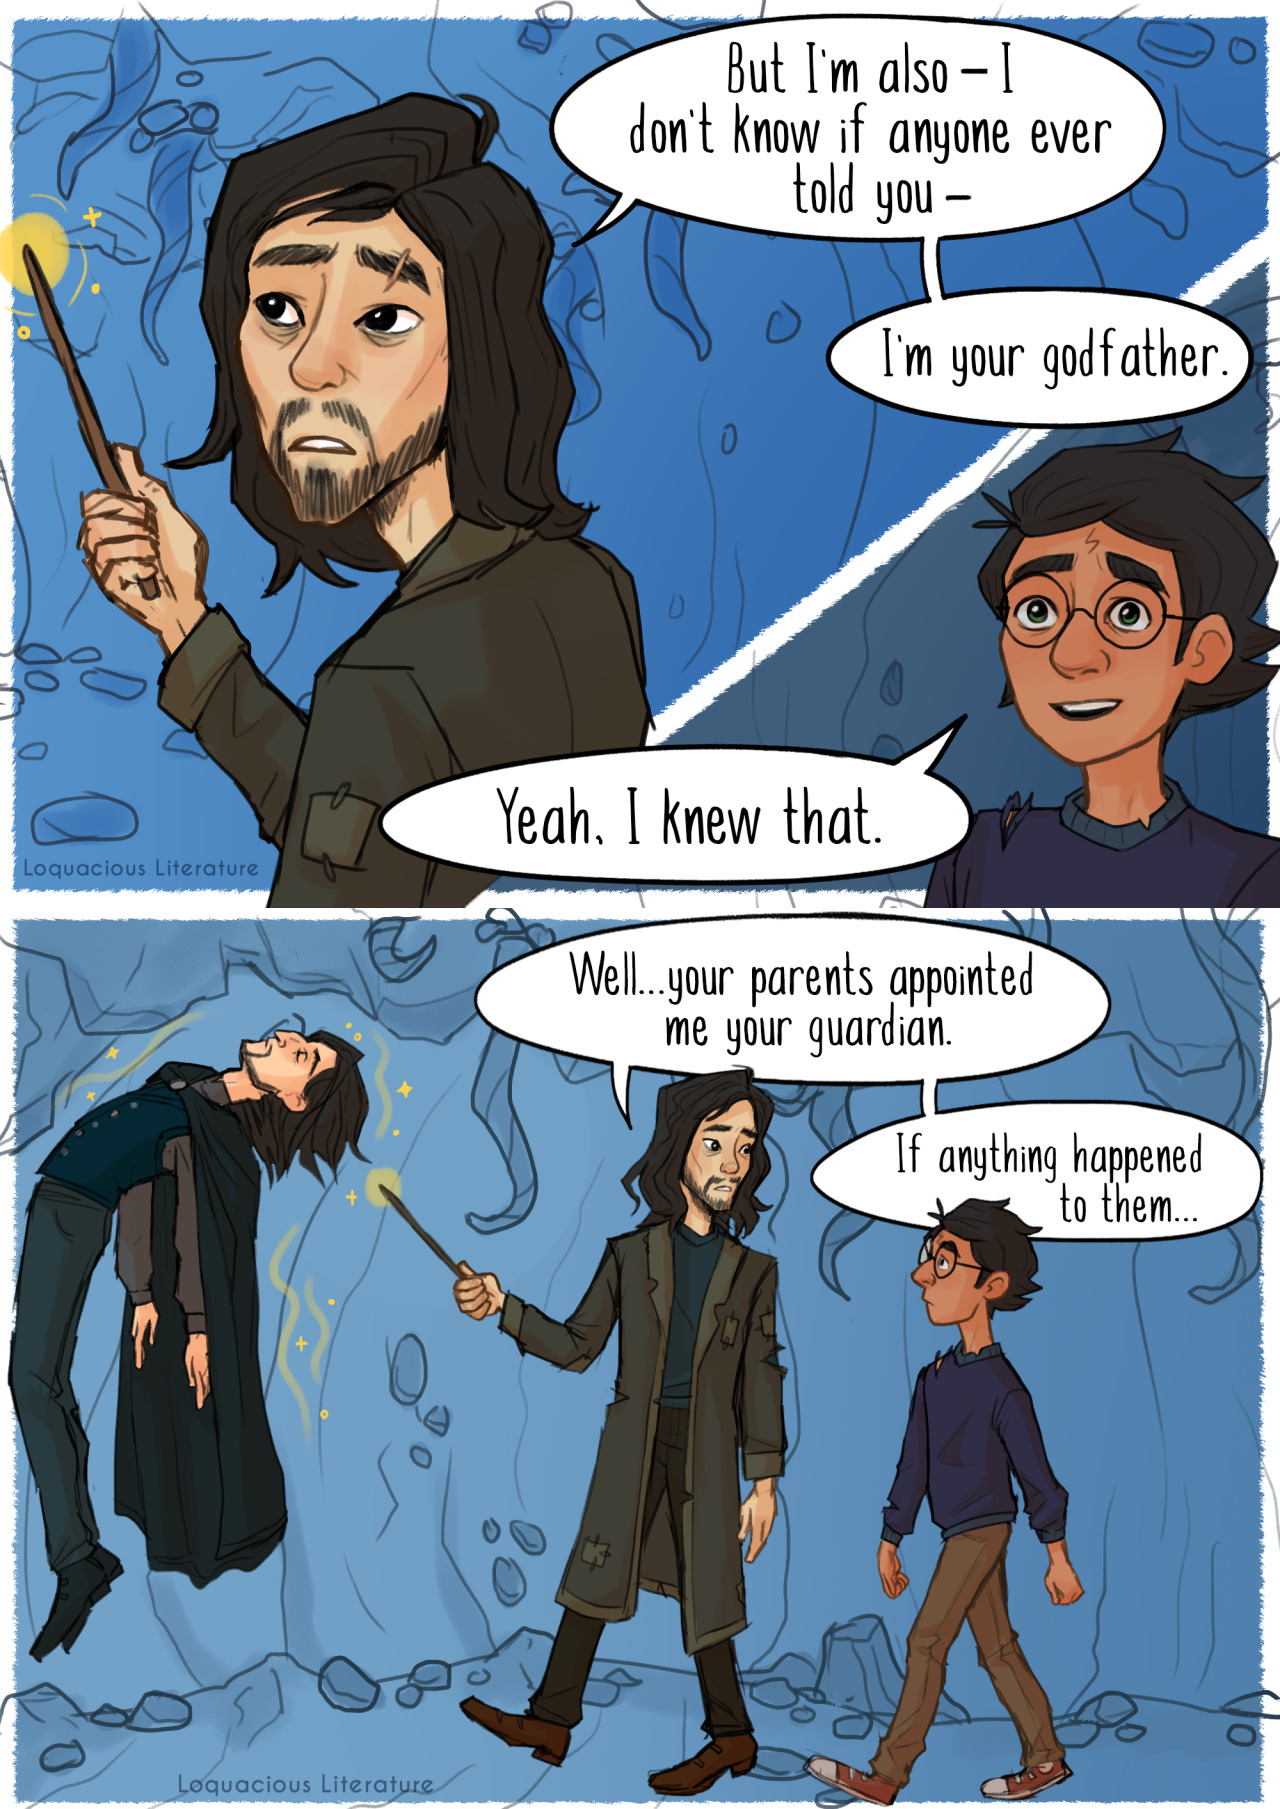 But I'm also – I
don't know if anyone ever
told you –
I'm your godfather.
Yeah, I knew that.
Loquacious Literature
Well...your parents appointed
me your guardian.
If anything happened
to them...
Loquacious Literature